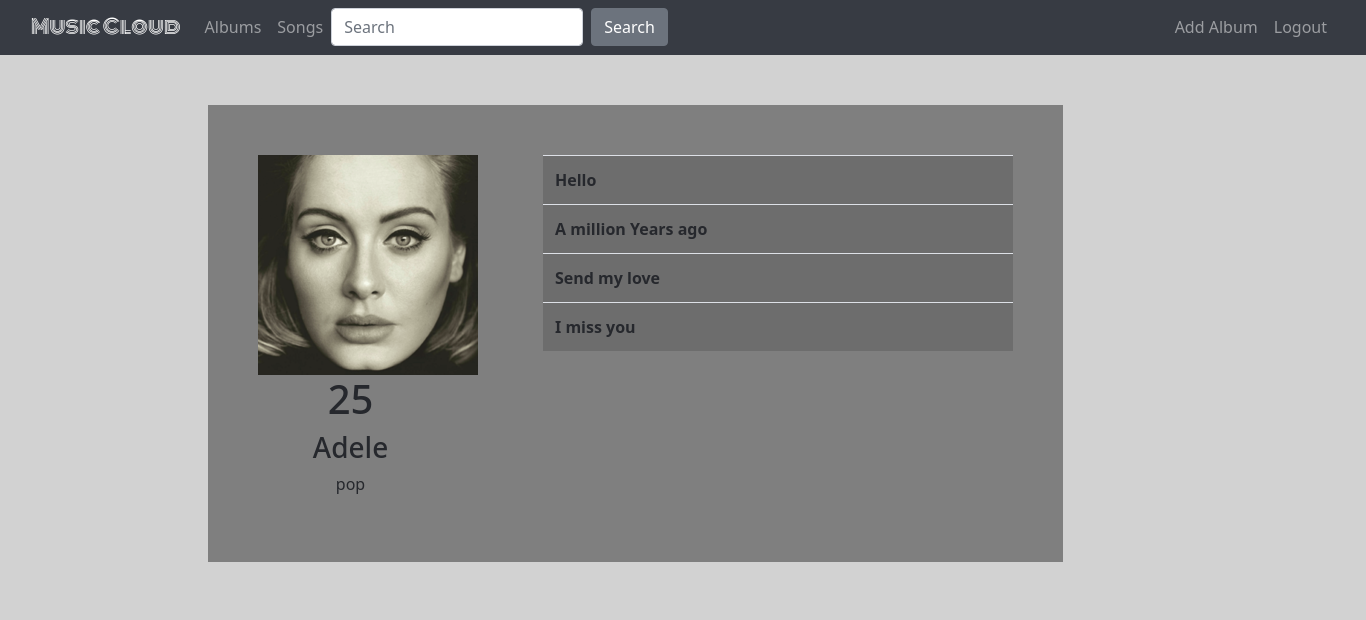 MusicCloud Albums Songs Search Search Add Album Logout
Hello
A million Years ago
Send my love
I miss you
25
Adele
pop